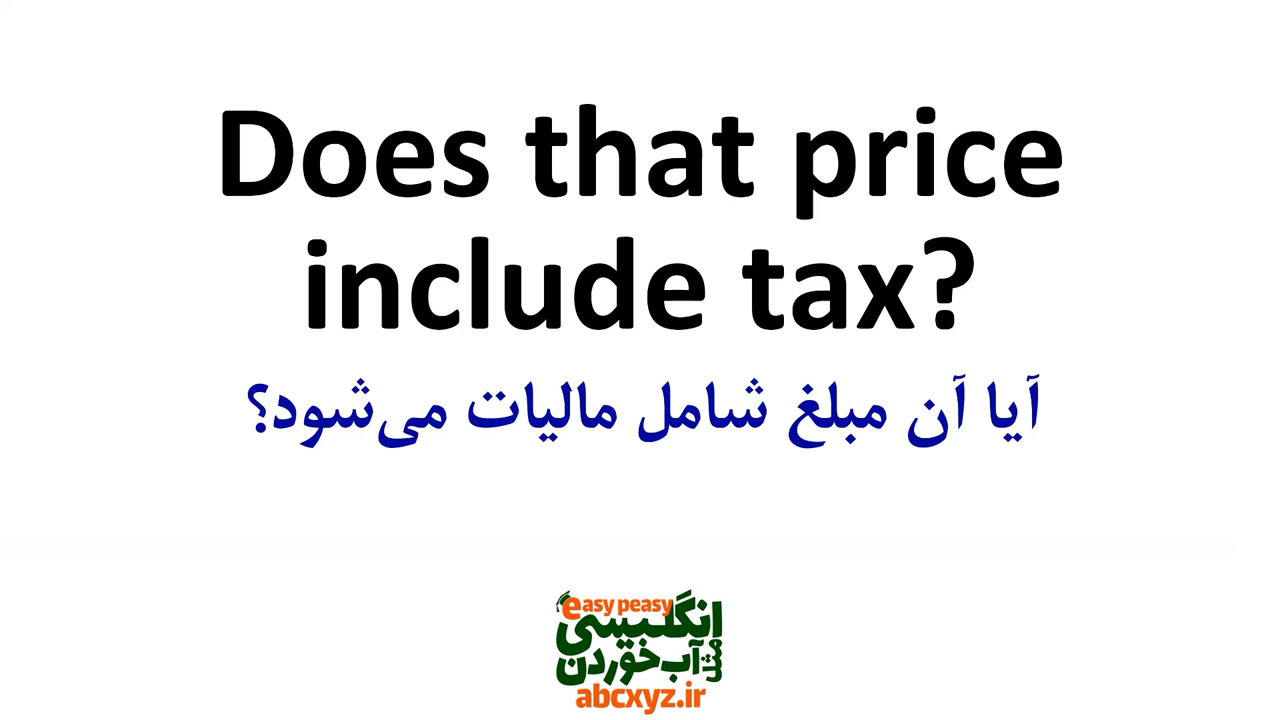 Does that price
include tax?
آیا آن مبلغ شامل مالیات می‌شود؟
easy peasy
انگلیسی
مثل آب خوردن
abcxyz.ir